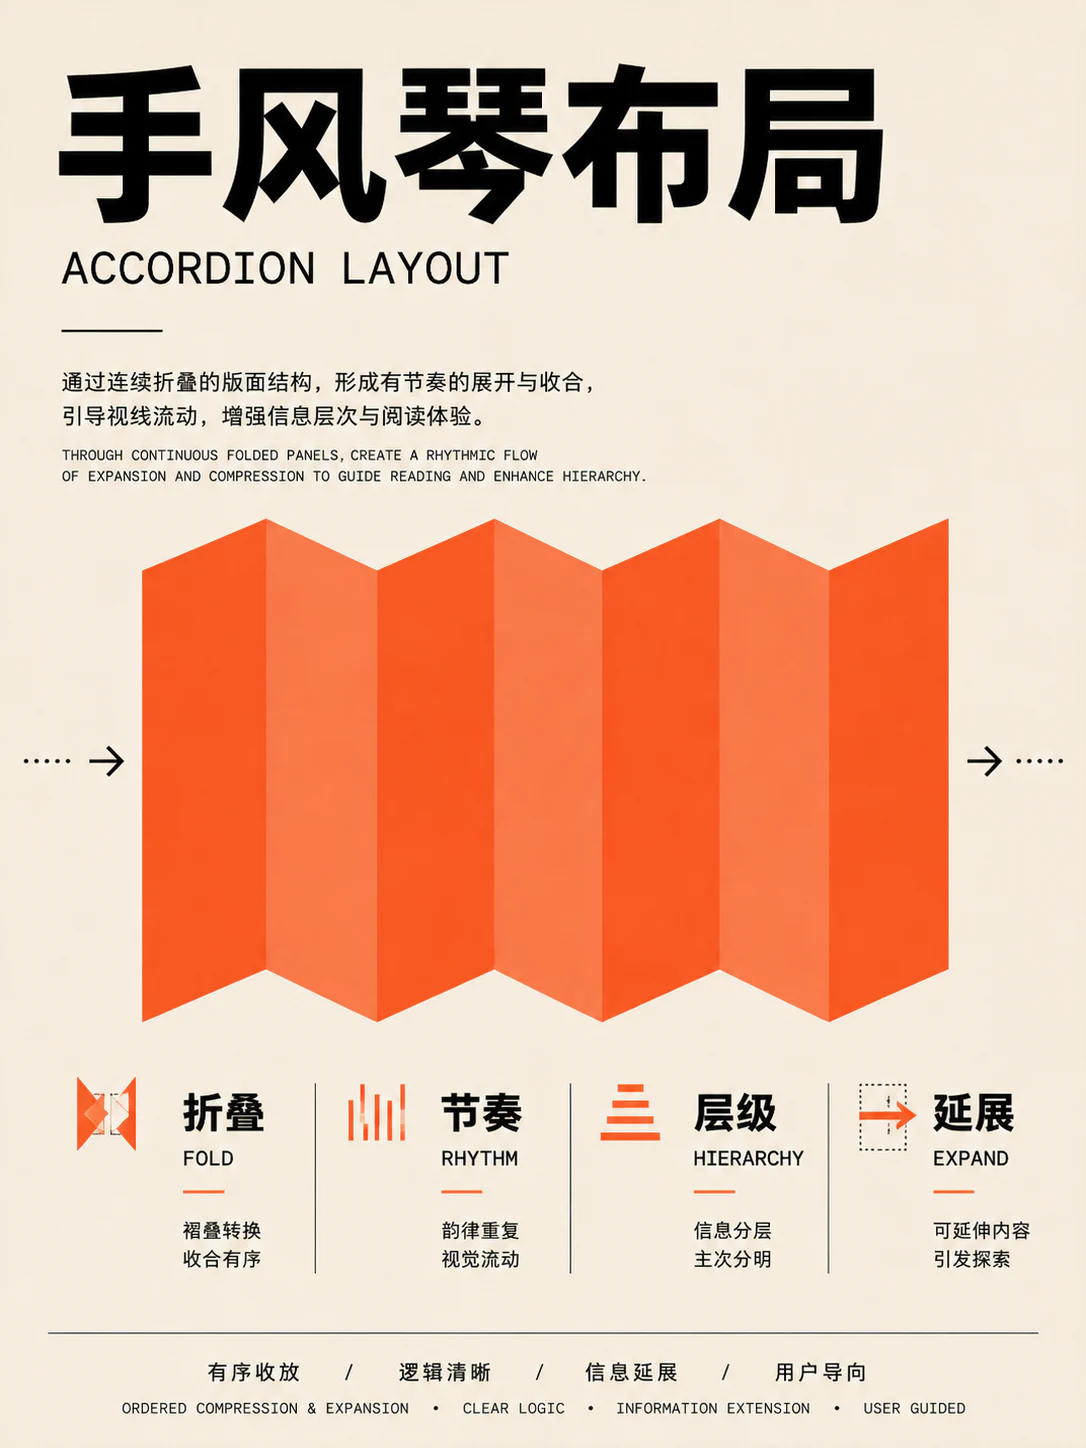 手风琴布局
ACCORDION LAYOUT
通过连续折叠的版面结构，形成有节奏的展开与收合，
引导视线流动，增强信息层次与阅读体验。
THROUGH CONTINUOUS FOLDED PANELS, CREATE A RHYTHMIC FLOW
OF EXPANSION AND COMPRESSION TO GUIDE READING AND ENHANCE HIERARCHY.
折叠
FOLD
褶叠转换
收合有序
节奏
RHYTHM
韵律重复
视觉流动
层级
HIERARCHY
信息分层
主次分明
延展
EXPAND
可延伸内容
引发探索
有序收放 / 逻辑清晰 / 信息延展 / 用户导向
ORDERED COMPRESSION & EXPANSION • CLEAR LOGIC • INFORMATION EXTENSION • USER GUIDED